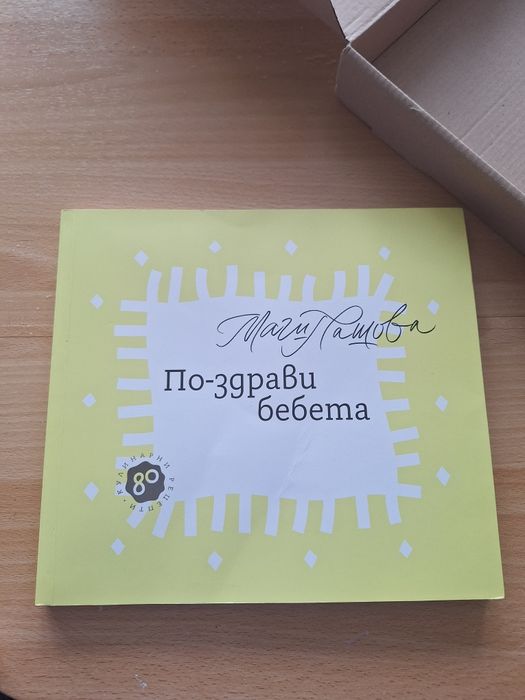 Маги Пашова
По-здрави
бебета
80
КУЛИНАРНИ РЕЦЕПТИ